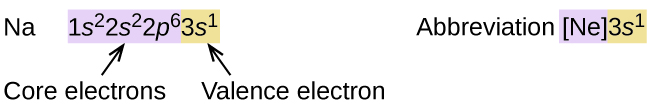 Na 1s²2s²2p⁶3s¹ Abbreviation [Ne]3s¹
Core electrons Valence electron